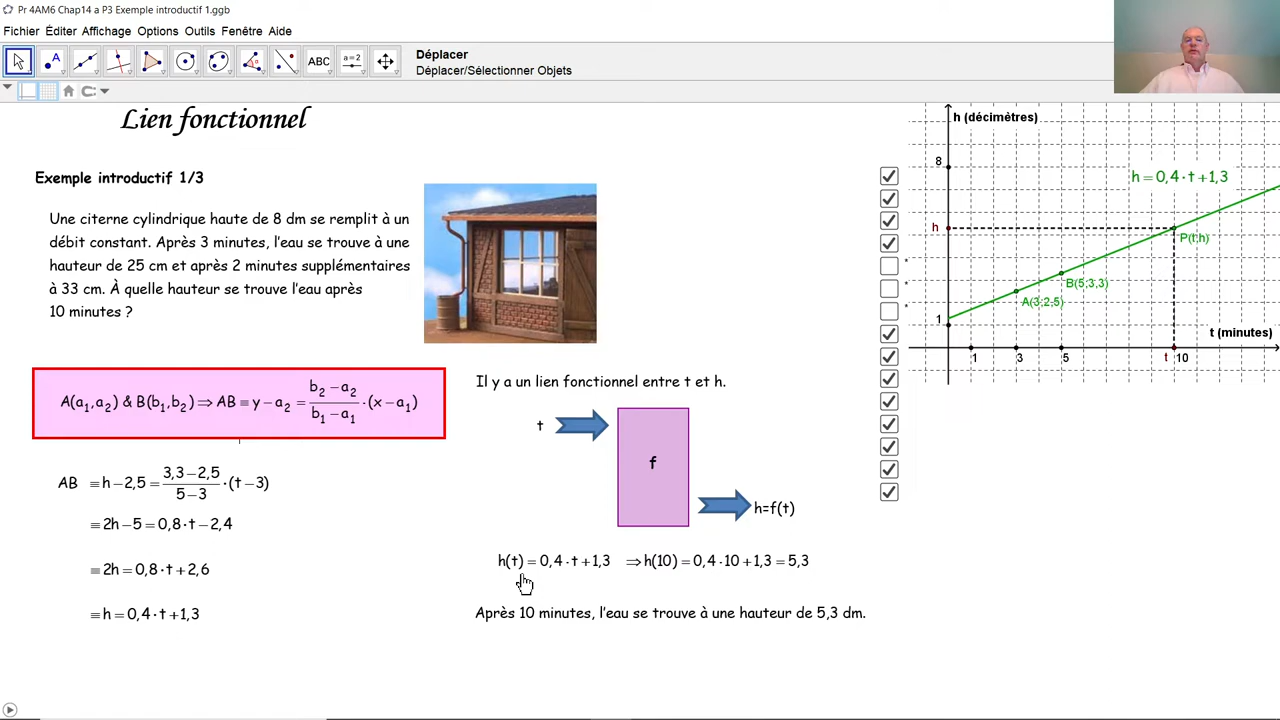 Pr 4AM6 Chap14 a P3 Exemple introductif 1.ggb
Fichier Éditer Affichage Options Outils Fenêtre Aide
A ABC a=2
Déplacer
Déplacer/Sélectionner Objets
Lien fonctionnel
Exemple introductif 1/3
Une citerne cylindrique haute de 8 dm se remplit à un
débit constant. Après 3 minutes, l'eau se trouve à une
hauteur de 25 cm et après 2 minutes supplémentaires
à 33 cm. À quelle hauteur se trouve l'eau après
10 minutes ?
A(a₁,a₂) & B(b₁,b₂) ⇒ AB ≡ y − a₂ = (b₂ − a₂)/(b₁ − a₁) · (x − a₁)
AB ≡ h − 2,5 = (3,3 − 2,5)/(5 − 3) · (t − 3)
≡ 2h − 5 = 0,8 · t − 2,4
≡ 2h = 0,8 · t + 2,6
≡ h = 0,4 · t + 1,3
Il y a un lien fonctionnel entre t et h.
t
f
h=f(t)
h(t) = 0,4 · t + 1,3 ⇒ h(10) = 0,4 · 10 + 1,3 = 5,3
Après 10 minutes, l'eau se trouve à une hauteur de 5,3 dm.
h (décimètres)
8
h = 0,4 · t + 1,3
h
P(t;h)
B(5;3,3)
A(3;2,5)
1
t (minutes)
1 3 5 t 10
* 
*
*